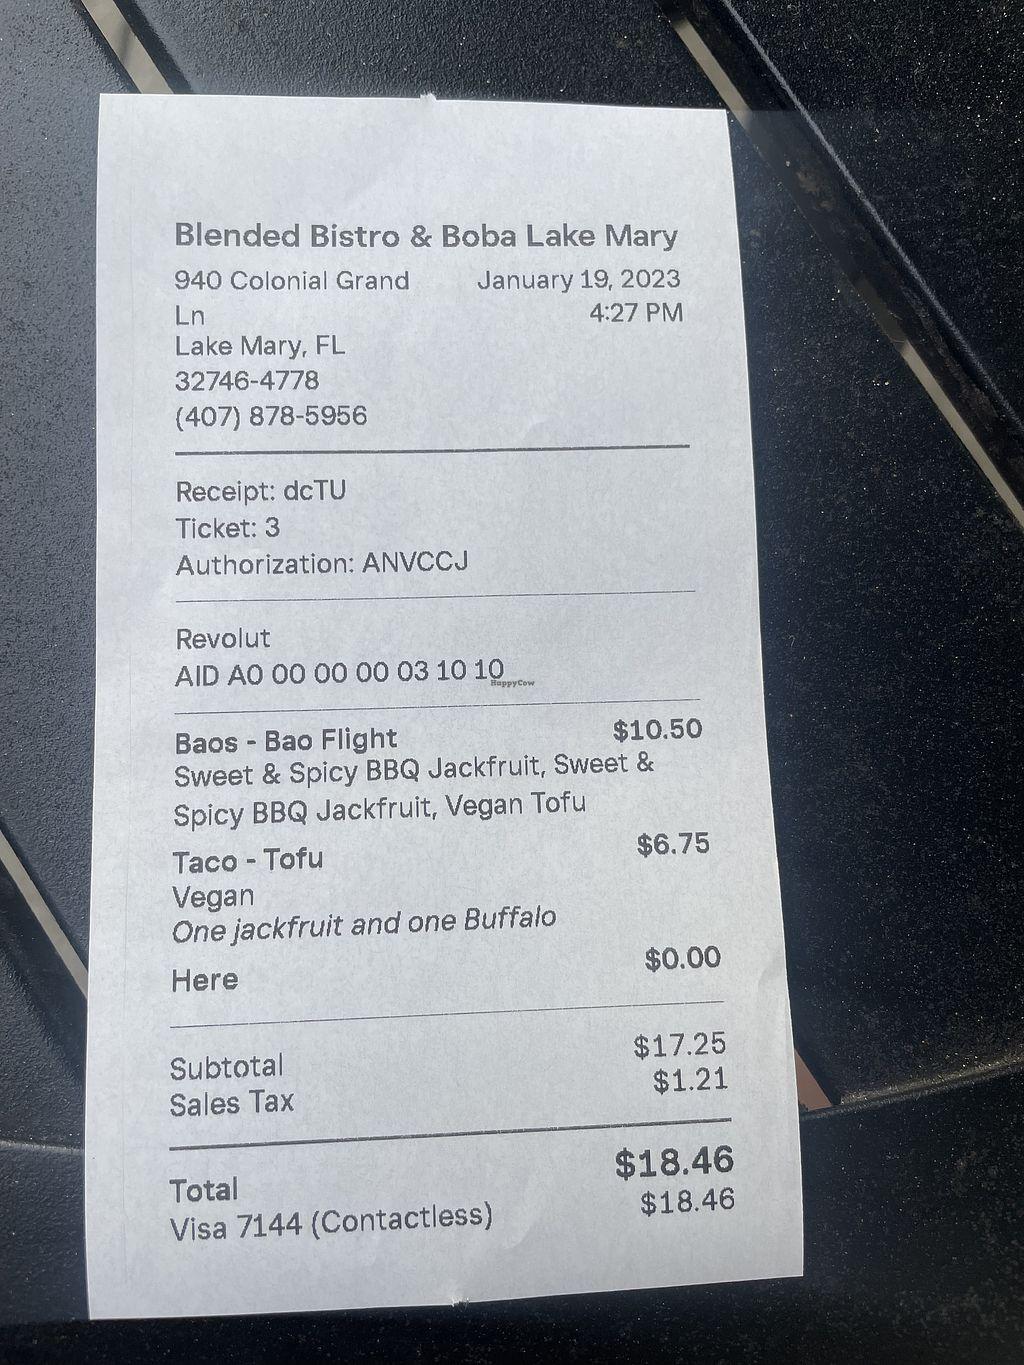 Blended Bistro & Boba Lake Mary
940 Colonial Grand January 19, 2023
Ln 4:27 PM
Lake Mary, FL
32746-4778
(407) 878-5956
Receipt: dcTU
Ticket: 3
Authorization: ANVCCJ
Revolut
AID A0 00 00 00 03 10 10
HappyCow
Baos - Bao Flight $10.50
Sweet & Spicy BBQ Jackfruit, Sweet &
Spicy BBQ Jackfruit, Vegan Tofu
Taco - Tofu $6.75
Vegan
One jackfruit and one Buffalo
Here $0.00
Subtotal $17.25
Sales Tax $1.21
Total $18.46
Visa 7144 (Contactless) $18.46